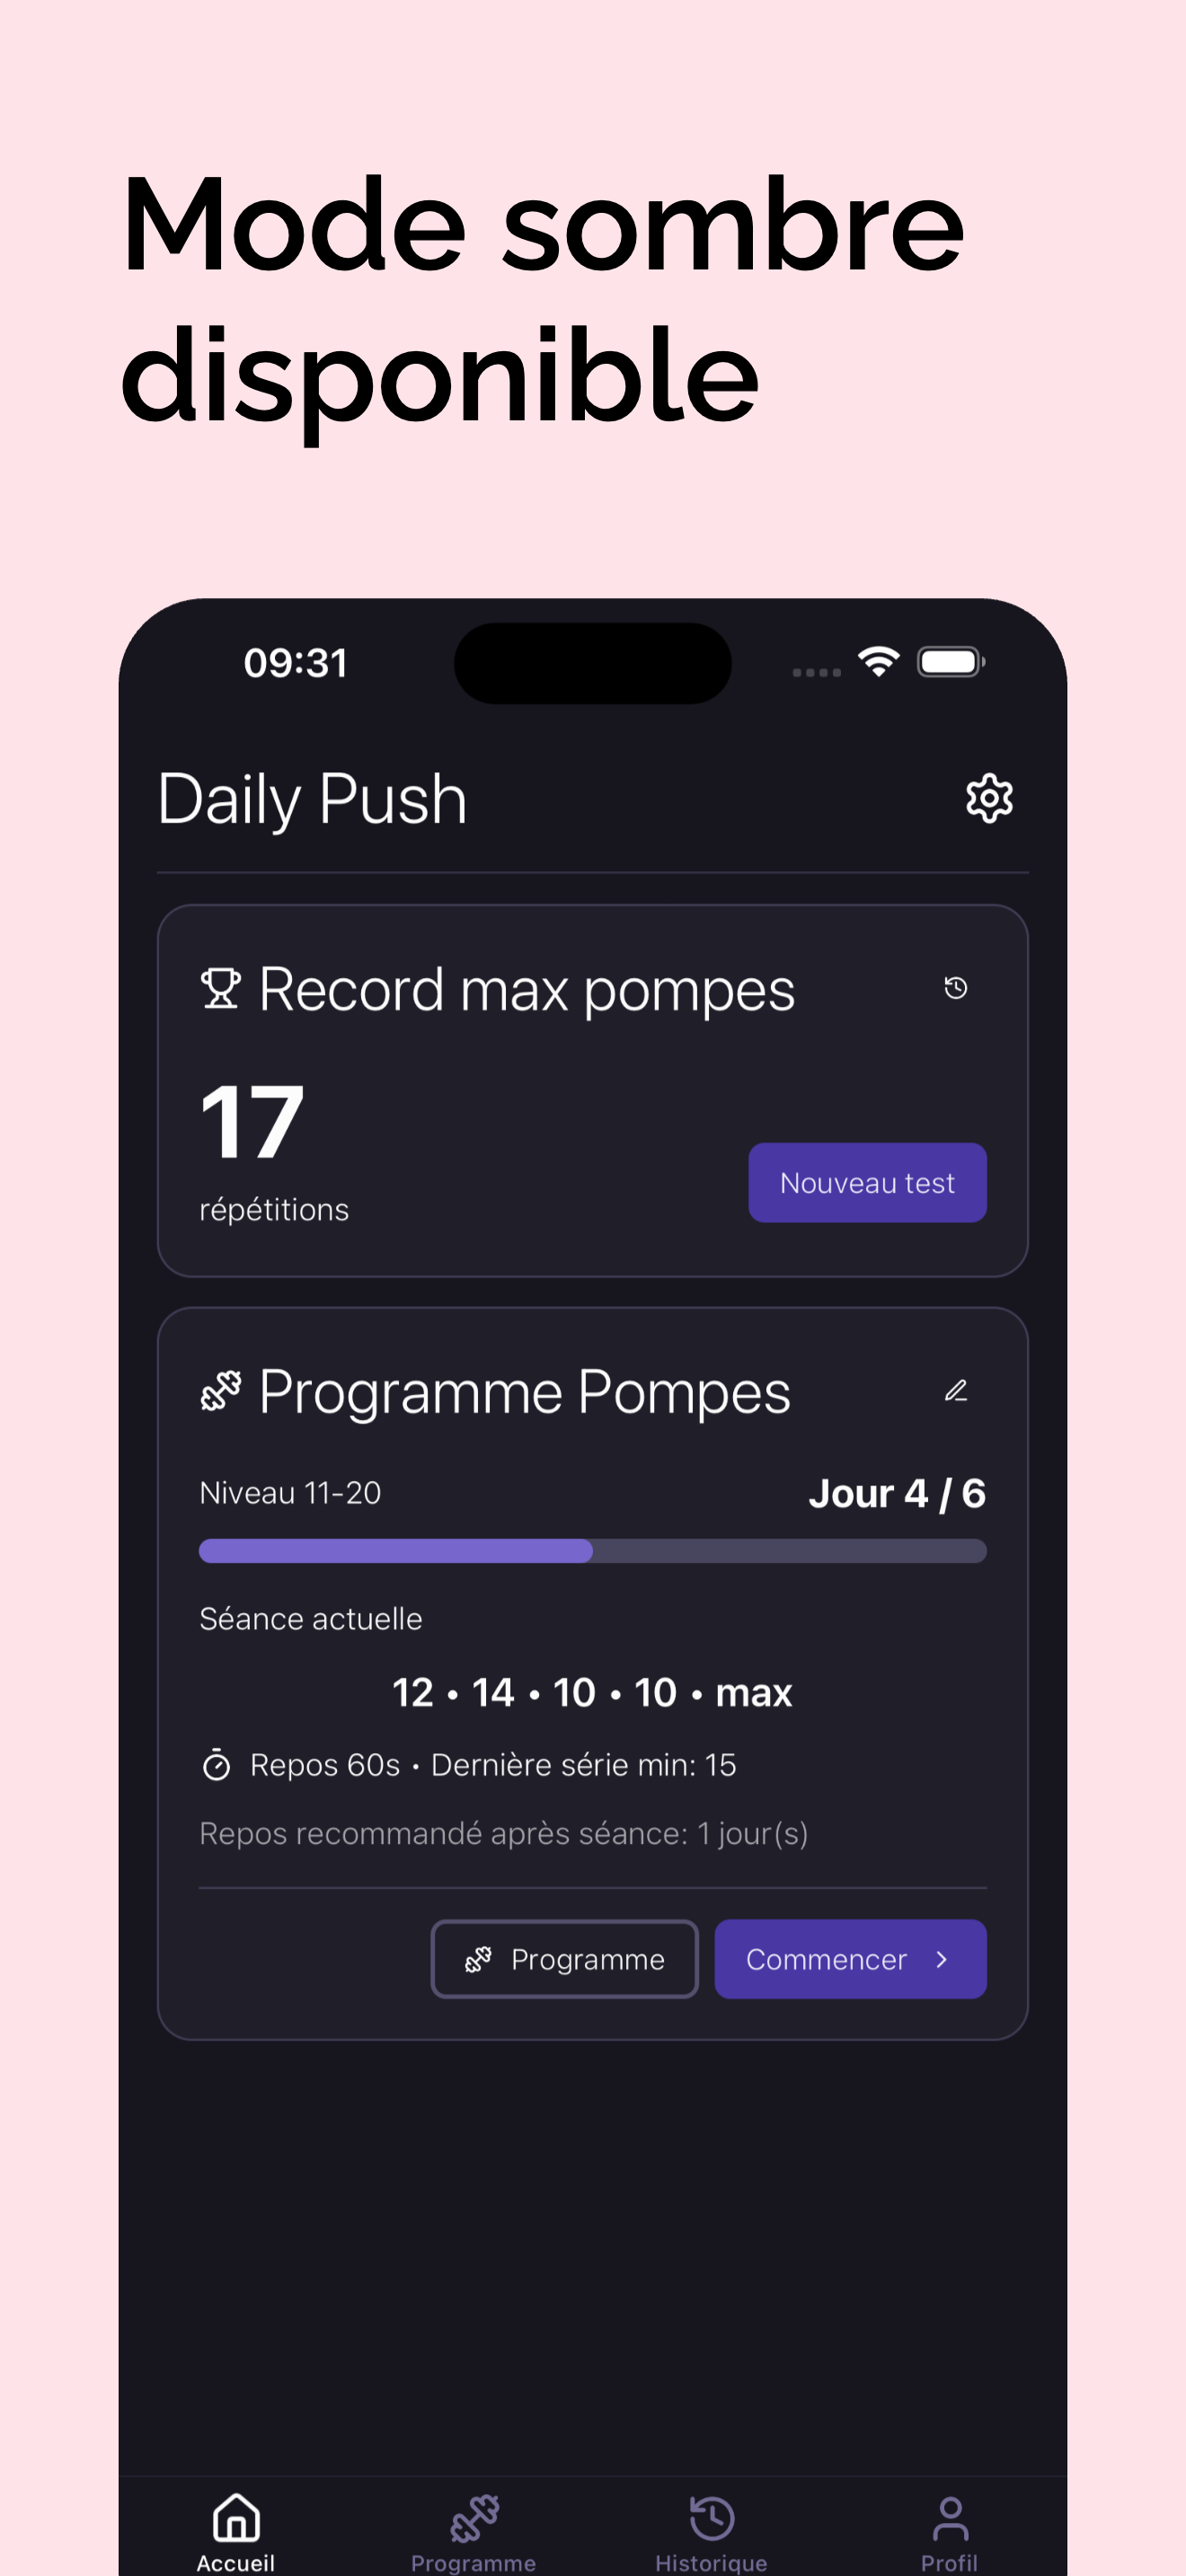 Mode sombre
disponible
09:31
Daily Push
Record max pompes
17
répétitions
Nouveau test
Programme Pompes
Niveau 11-20
Jour 4 / 6
Séance actuelle
12 • 14 • 10 • 10 • max
Repos 60s • Dernière série min: 15
Repos recommandé après séance: 1 jour(s)
Programme
Commencer
Accueil
Programme
Historique
Profil